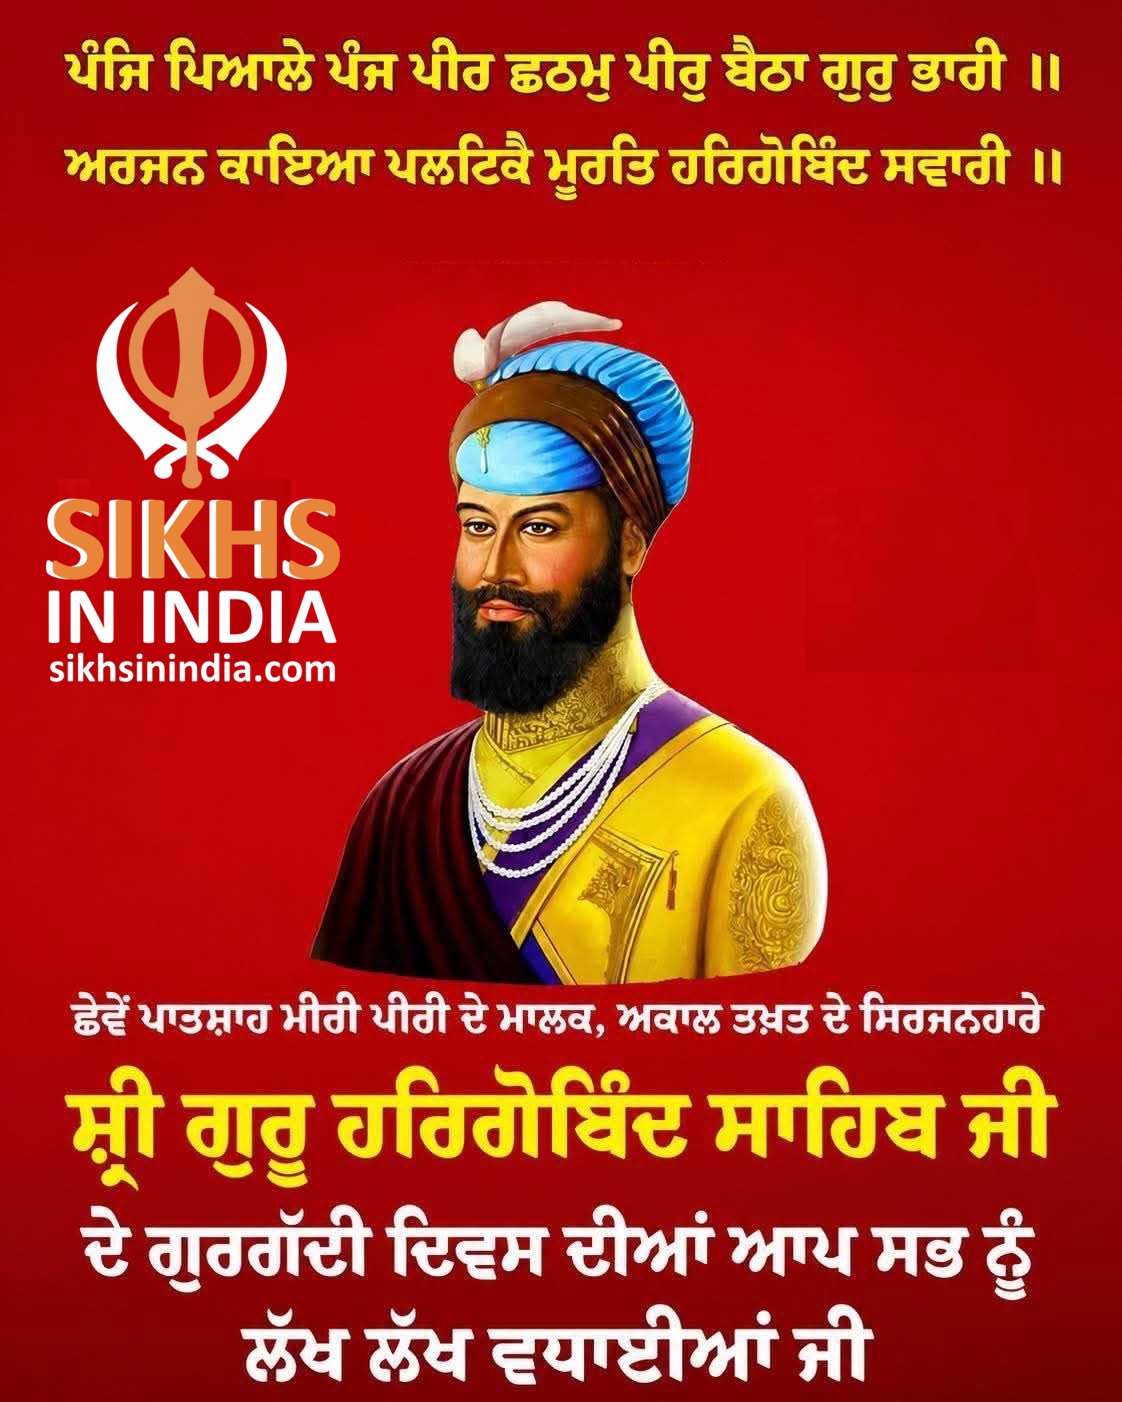 ਪੰਜਿ ਪਿਆਲੇ ਪੰਜ ਪੀਰ ਛਠਮੁ ਪੀਰੁ ਬੈਠਾ ਗੁਰੁ ਭਾਰੀ ॥
ਅਰਜਨ ਕਾਇਆ ਪਲਟਿਕੈ ਮੂਰਤਿ ਹਰਿਗੋਬਿੰਦ ਸਵਾਰੀ ॥
SIKHS
IN INDIA
sikhsinindia.com
ਛੇਵੇਂ ਪਾਤਸ਼ਾਹ ਮੀਰੀ ਪੀਰੀ ਦੇ ਮਾਲਕ, ਅਕਾਲ ਤਖ਼ਤ ਦੇ ਸਿਰਜਨਹਾਰੇ
ਸ਼੍ਰੀ ਗੁਰੂ ਹਰਿਗੋਬਿੰਦ ਸਾਹਿਬ ਜੀ
ਦੇ ਗੁਰਗੱਦੀ ਦਿਵਸ ਦੀਆਂ ਆਪ ਸਭ ਨੂੰ
ਲੱਖ ਲੱਖ ਵਧਾਈਆਂ ਜੀ